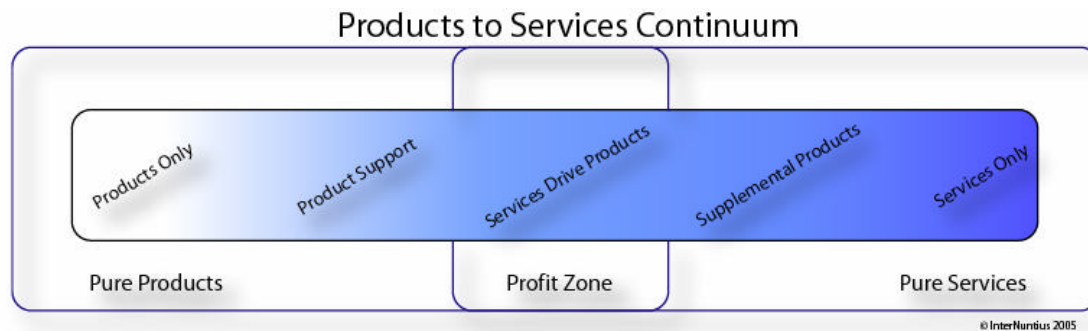 Products to Services Continuum
Products Only
Product Support
Services Drive Products
Supplemental Products
Services Only
Pure Products
Profit Zone
Pure Services
© InterNuntius 2005